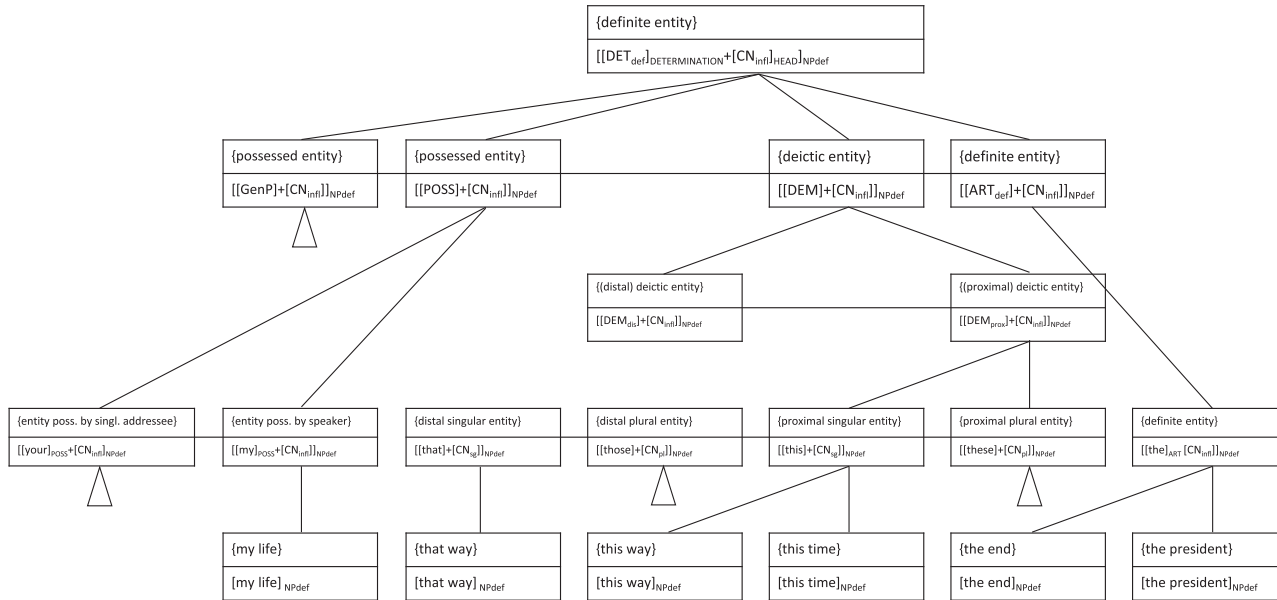 {definite entity}
[[DET_def]_DETERMINATION+[CN_infl]_HEAD]_NPdef
{possessed entity}
[[GenP]+[CN_infl]]_NPdef
{possessed entity}
[[POSS]+[CN_infl]]_NPdef
{deictic entity}
[[DEM]+[CN_infl]]_NPdef
{definite entity}
[[ART_def]+[CN_infl]]_NPdef
{(distal) deictic entity}
[[DEM_dis]+[CN_infl]]_NPdef
{(proximal) deictic entity}
[[DEM_prox]+[CN_infl]]_NPdef
{entity poss. by singl. addressee}
[[your]_POSS+[CN_infl]_NPdef
{entity poss. by speaker}
[[my]_POSS+[CN_infl]_NPdef
{distal singular entity}
[[that]+[CN_sg]]_NPdef
{distal plural entity}
[[those]+[CN_pl]]_NPdef
{proximal singular entity}
[[this]+[CN_sg]]_NPdef
{proximal plural entity}
[[these]+[CN_pl]]_NPdef
{definite entity}
[[the]_ART [CN_infl]]_NPdef
{my life}
[my life]_NPdef
{that way}
[that way]_NPdef
{this way}
[this way]_NPdef
{this time}
[this time]_NPdef
{the end}
[the end]_NPdef
{the president}
[the president]_NPdef